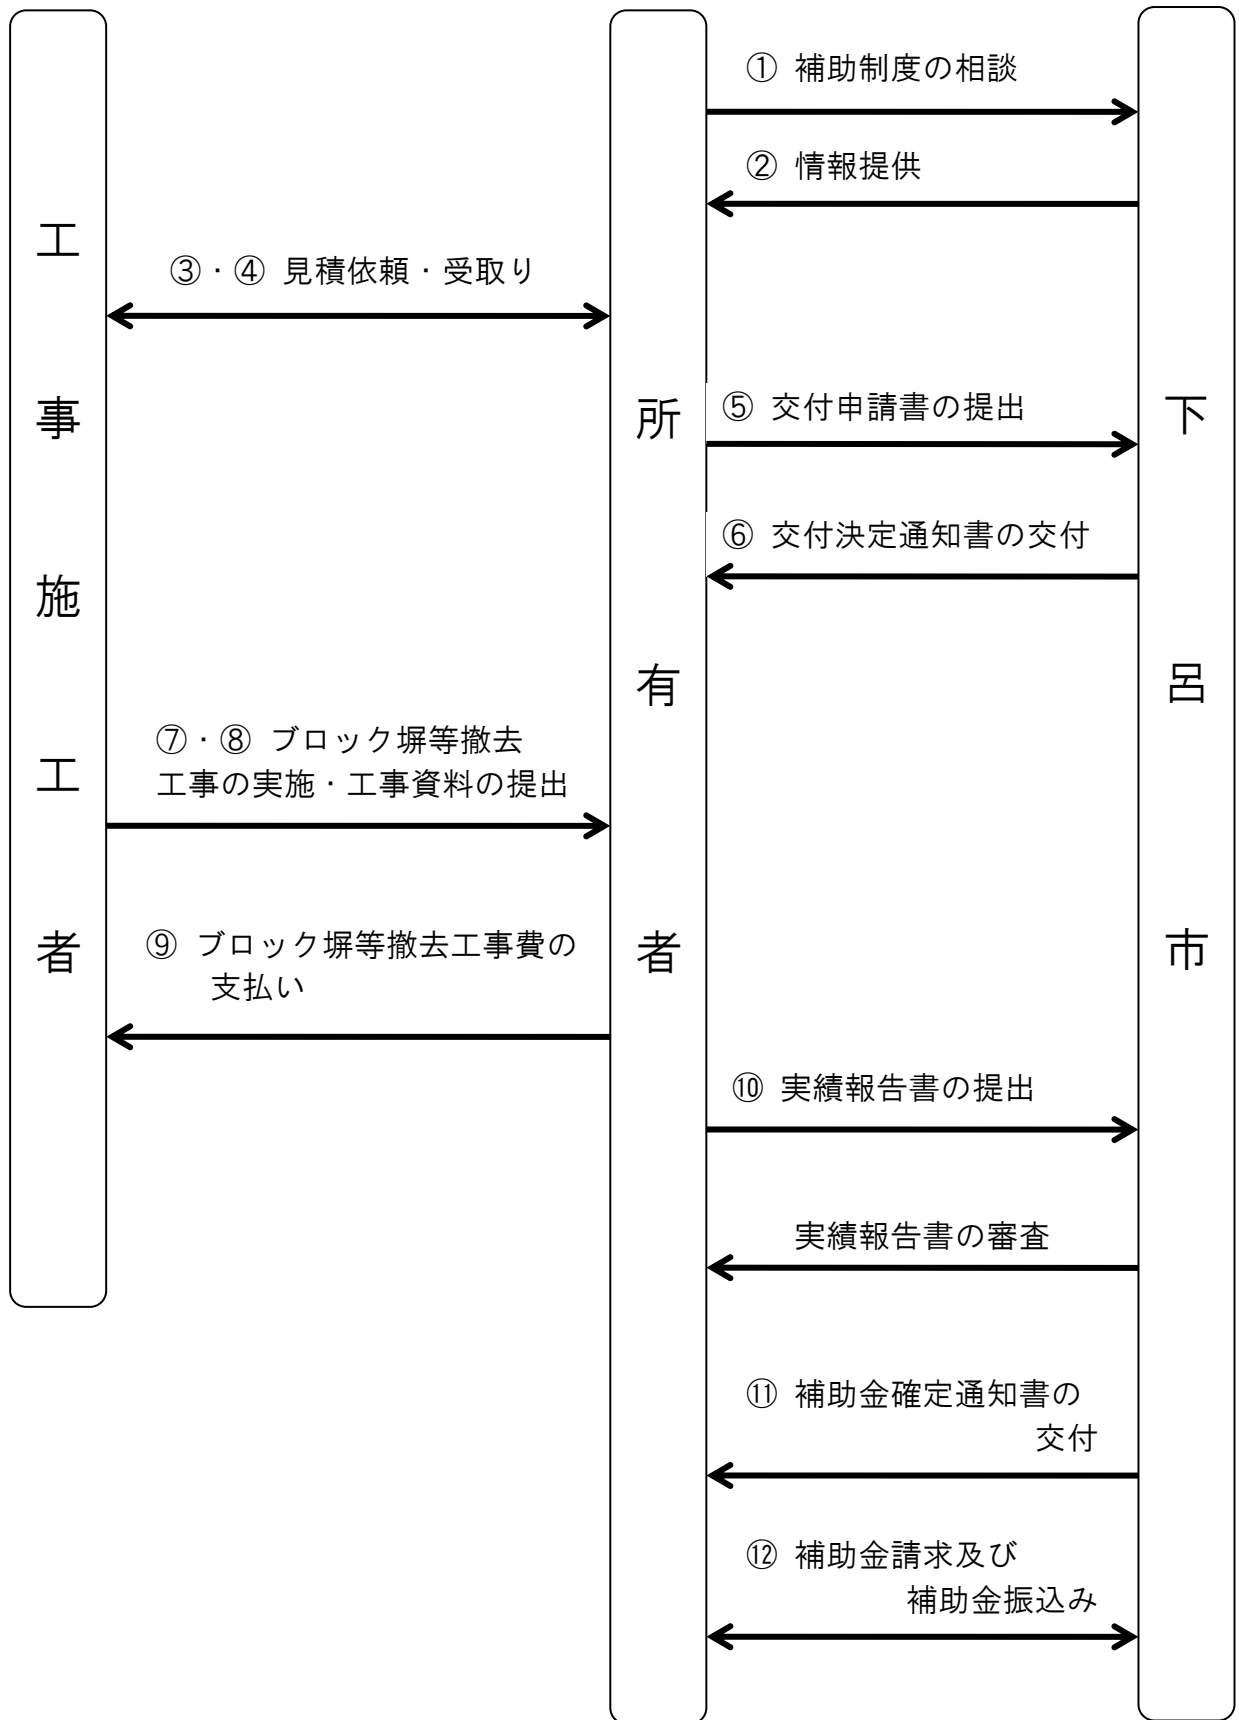 ① 補助制度の相談
② 情報提供
③・④ 見積依頼・受取り
⑤ 交付申請書の提出
⑥ 交付決定通知書の交付
⑦・⑧ ブロック塀等撤去
工事の実施・工事資料の提出
⑨ ブロック塀等撤去工事費の
支払い
⑩ 実績報告書の提出
実績報告書の審査
⑪ 補助金確定通知書の
交付
⑫ 補助金請求及び
補助金振込み
工事施工者
所有者
下呂市